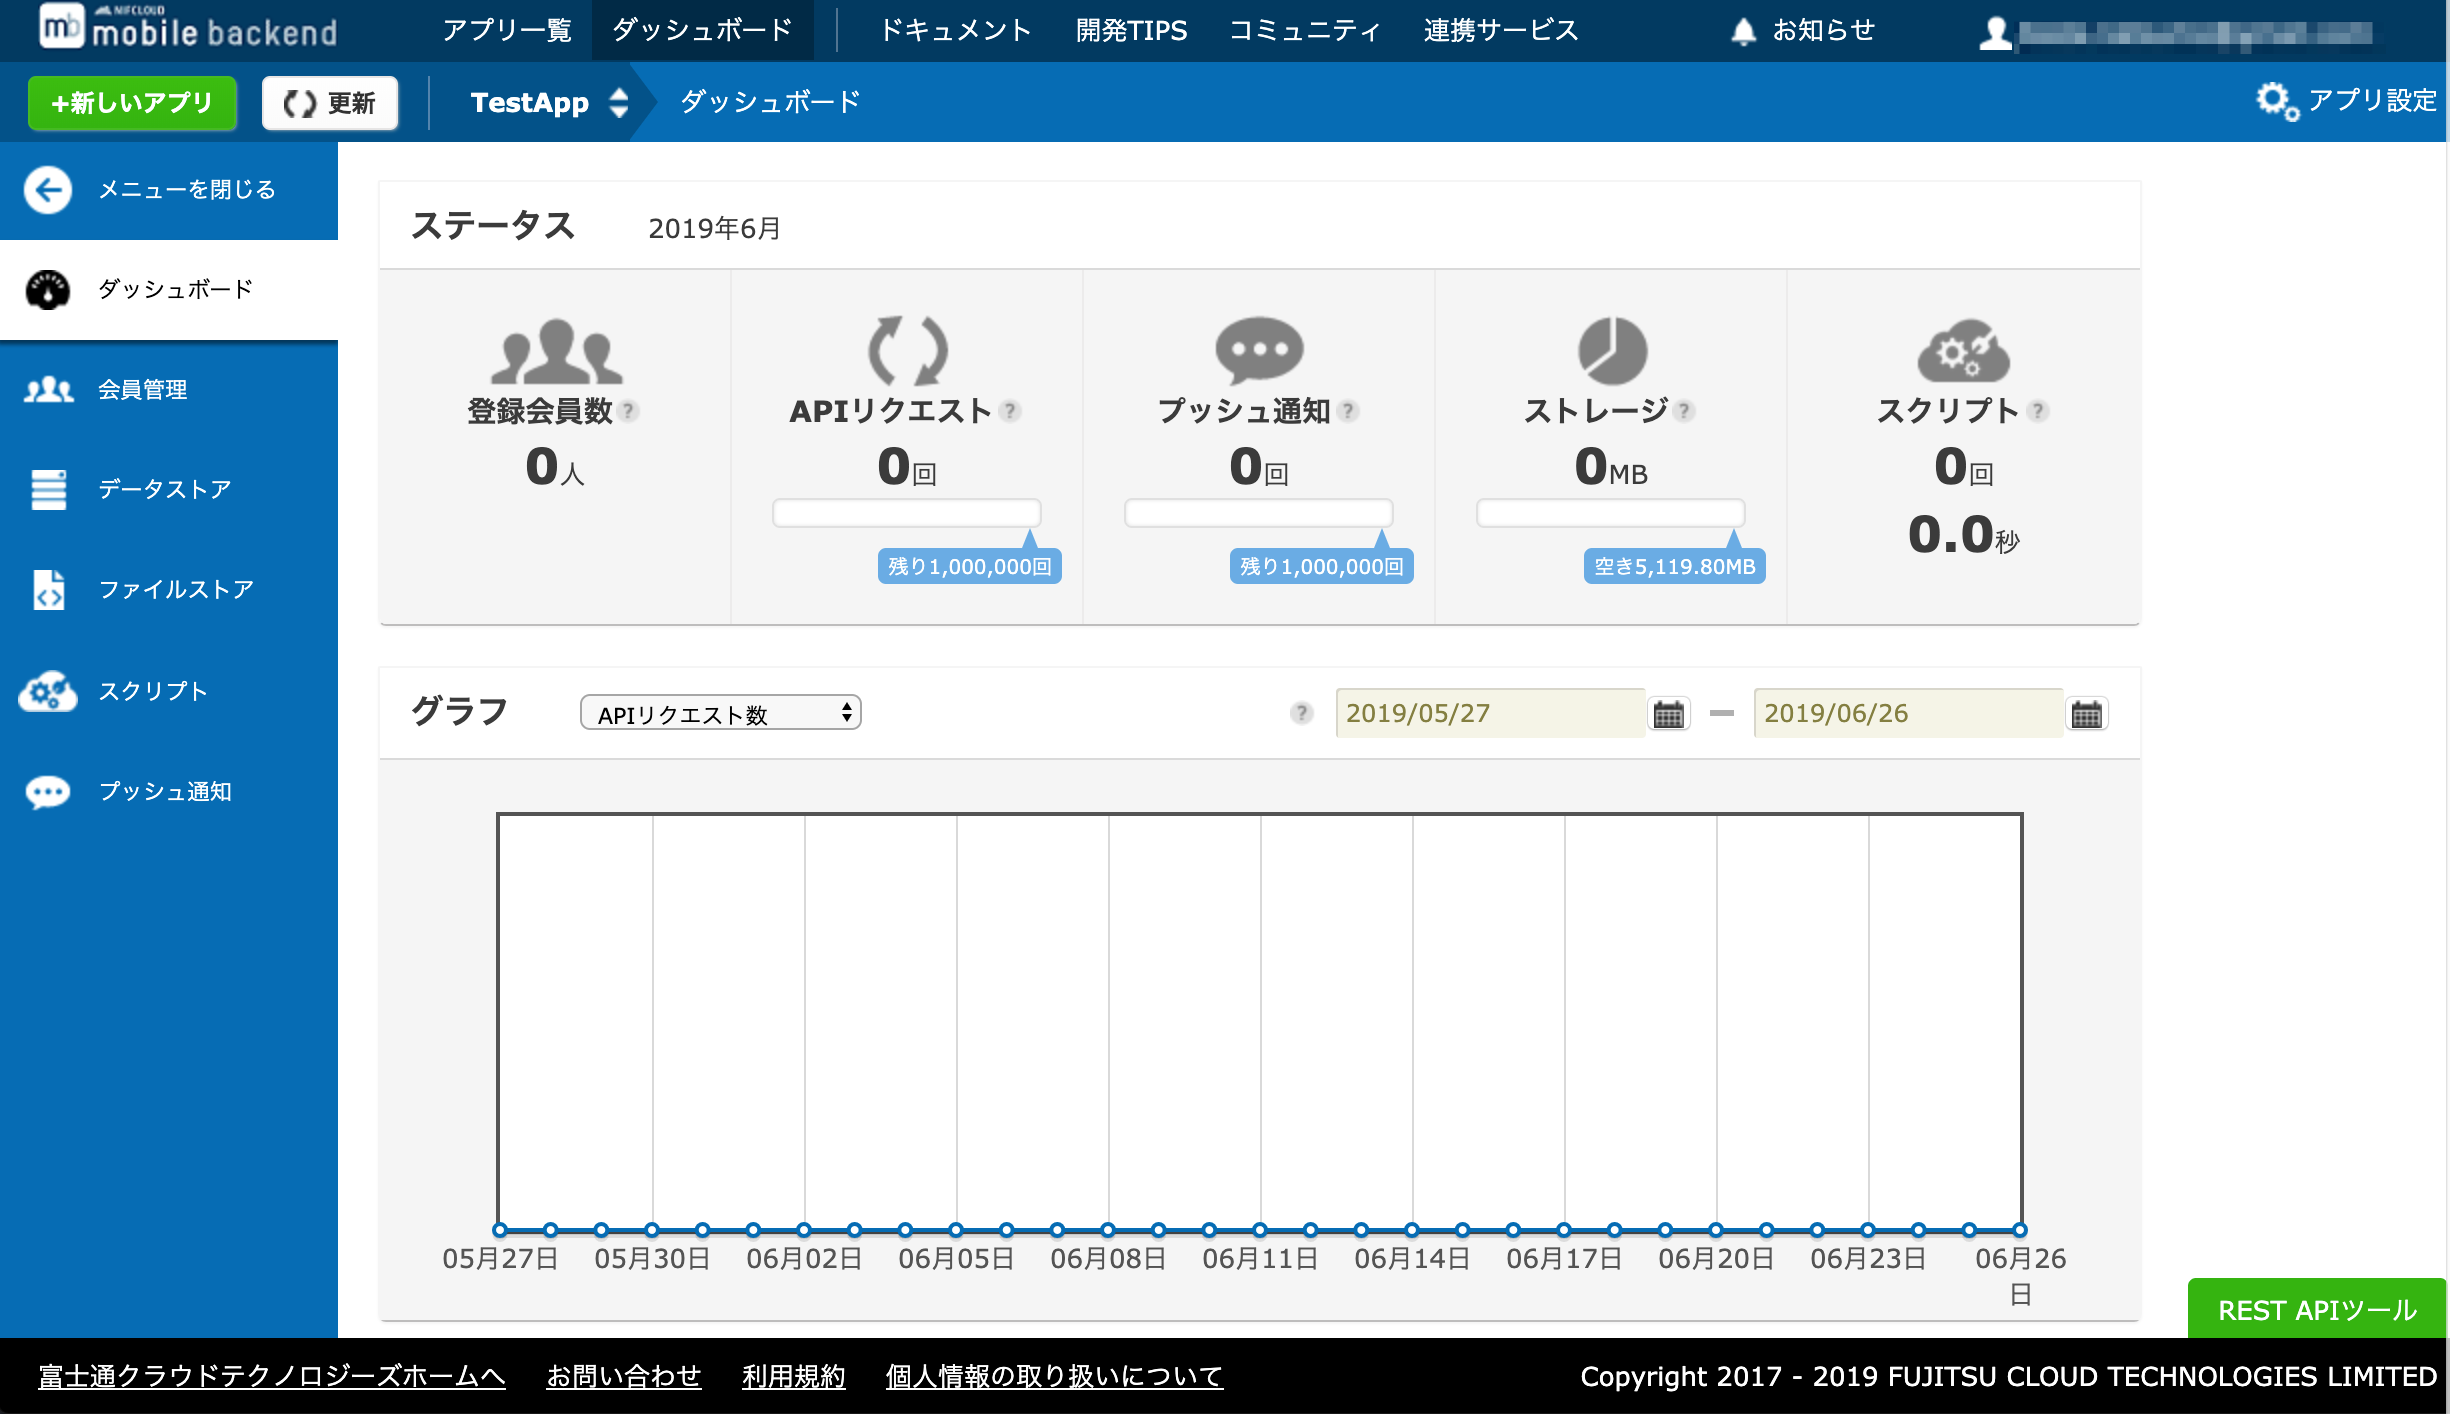 NIFCLOUD
mb mobile backend
アプリ一覧 ダッシュボード ドキュメント 開発TIPS コミュニティ 連携サービス お知らせ
+新しいアプリ 更新 TestApp ダッシュボード アプリ設定
メニューを閉じる
ダッシュボード
会員管理
データストア
ファイルストア
スクリプト
プッシュ通知
ステータス 2019年6月
登録会員数 ?
0人
APIリクエスト ?
0回
残り1,000,000回
プッシュ通知 ?
0回
残り1,000,000回
ストレージ ?
0MB
空き5,119.80MB
スクリプト ?
0回
0.0秒
グラフ APIリクエスト数 ? 2019/05/27 2019/06/26
05月27日 05月30日 06月02日 06月05日 06月08日 06月11日 06月14日 06月17日 06月20日 06月23日 06月26
日
REST APIツール
富士通クラウドテクノロジーズホームへ お問い合わせ 利用規約 個人情報の取り扱いについて Copyright 2017 - 2019 FUJITSU CLOUD TECHNOLOGIES LIMITED